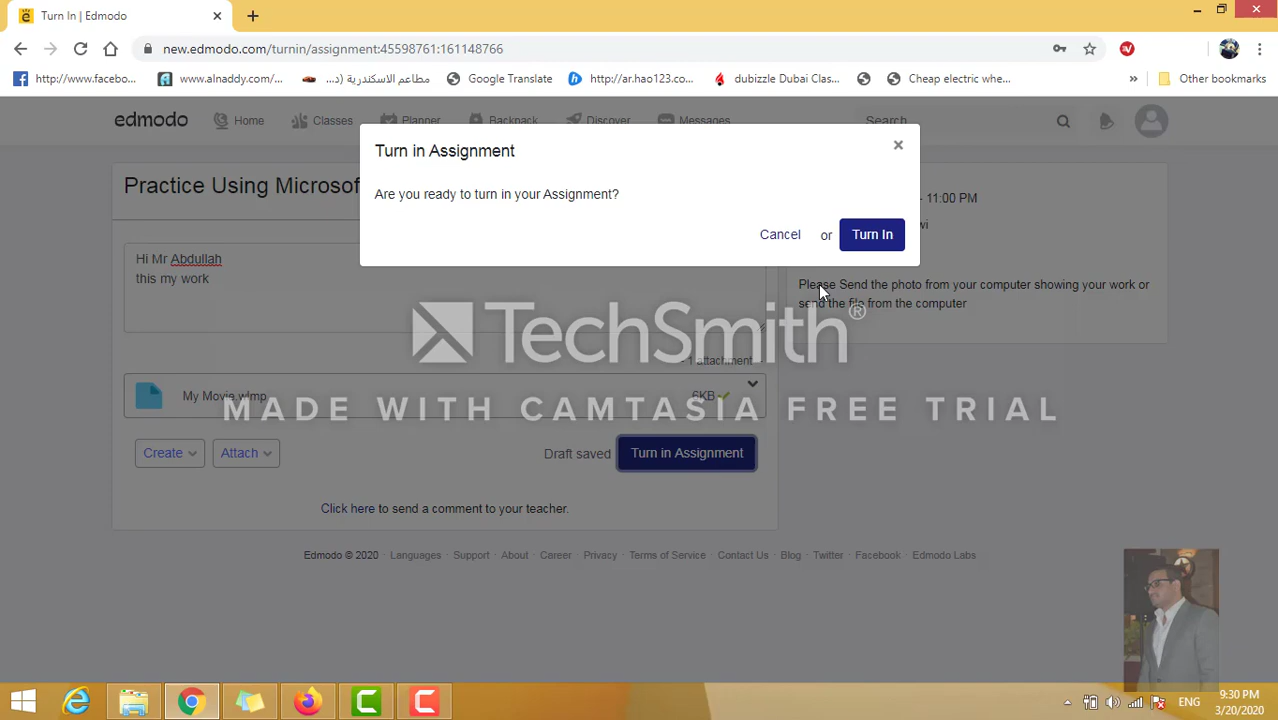 Turn In | Edmodo
new.edmodo.com/turnin/assignment:45598761:161148766
http://www.facebo...
www.alnaddy.com/...
مطاعم الاسكندرية (د...
Google Translate
http://ar.hao123.co...
dubizzle Dubai Clas...
Cheap electric whe...
»
Other bookmarks
edmodo
Home
Classes
Planner
Backpack
Discover
Messages
Search
Turn in Assignment
×
Are you ready to turn in your Assignment?
Cancel
or
Turn In
Practice Using Microsof
- 11:00 PM
wi
Hi Mr Abdullah
this my work
Please Send the photo from your computer showing your work or
send the file from the computer
TechSmith®
MADE WITH CAMTASIA FREE TRIAL
- 1 attachment -
My Movie.wlmp
6KB
Create
Attach
Draft saved
Turn in Assignment
Click here to send a comment to your teacher.
Edmodo © 2020 · Languages · Support · About · Career · Privacy · Terms of Service · Contact Us · Blog · Twitter · Facebook · Edmodo Labs
ENG
9:30 PM
3/20/2020